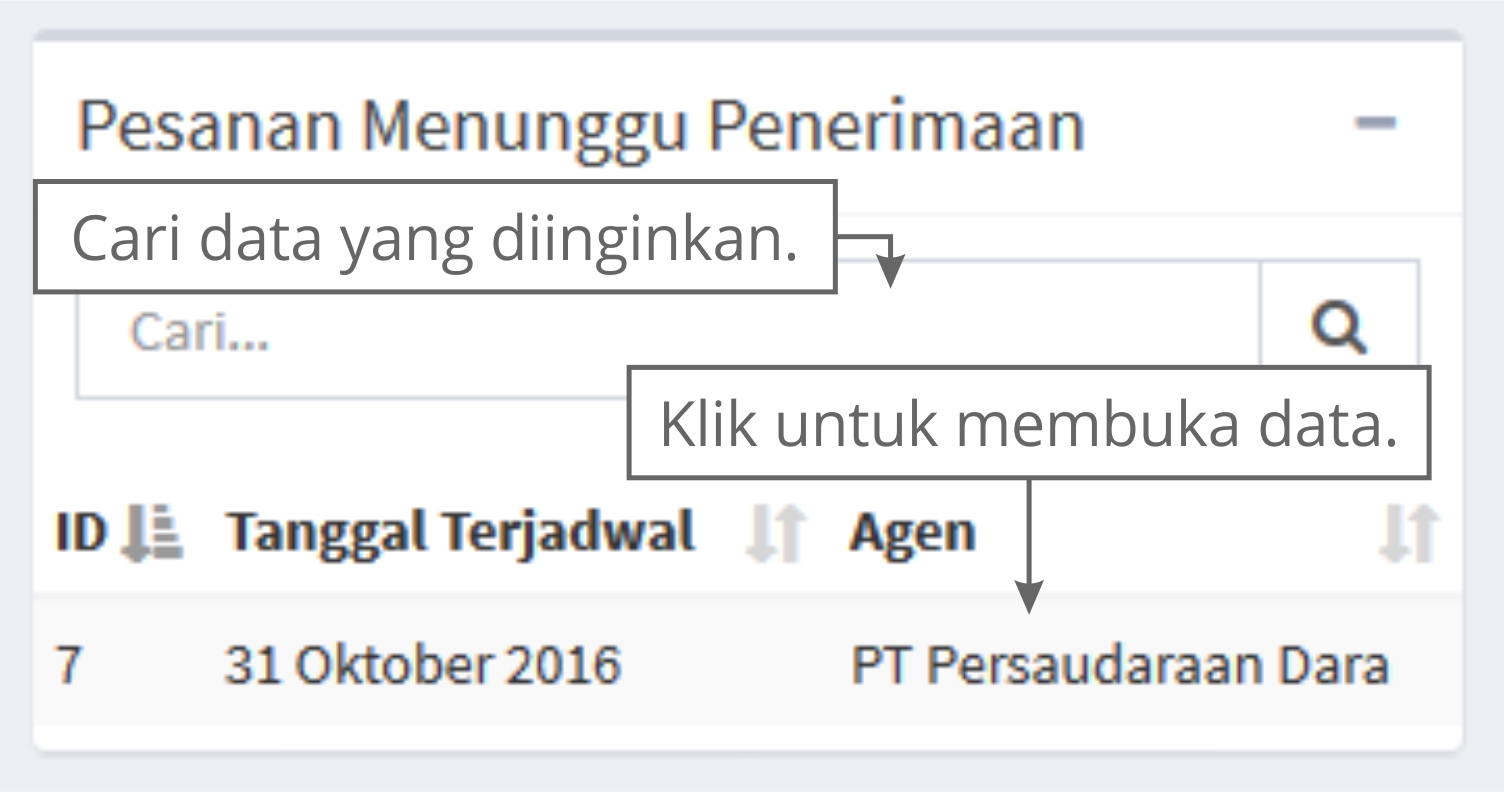 Pesanan Menunggu Penerimaan
Cari data yang diinginkan.
Cari...
Klik untuk membuka data.
ID Tanggal Terjadwal Agen
7 31 Oktober 2016 PT Persaudaraan Dara